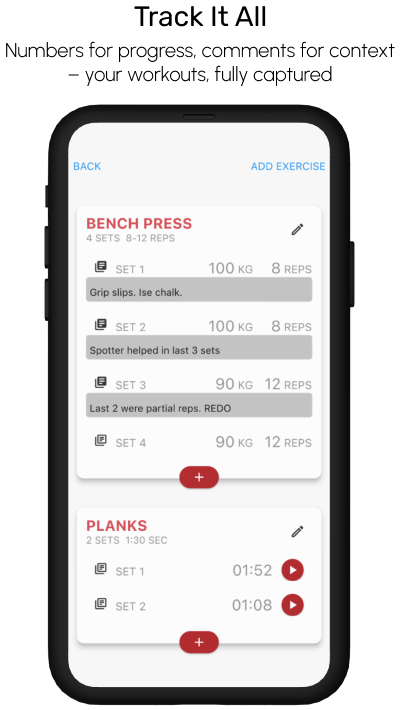 Track It All
Numbers for progress, comments for context
– your workouts, fully captured
BACK ADD EXERCISE
BENCH PRESS
4 SETS 8-12 REPS
SET 1 100 KG 8 REPS
Grip slips. Ise chalk.
SET 2 100 KG 8 REPS
Spotter helped in last 3 sets
SET 3 90 KG 12 REPS
Last 2 were partial reps. REDO
SET 4 90 KG 12 REPS
+
PLANKS
2 SETS 1:30 SEC
SET 1 01:52
SET 2 01:08
+